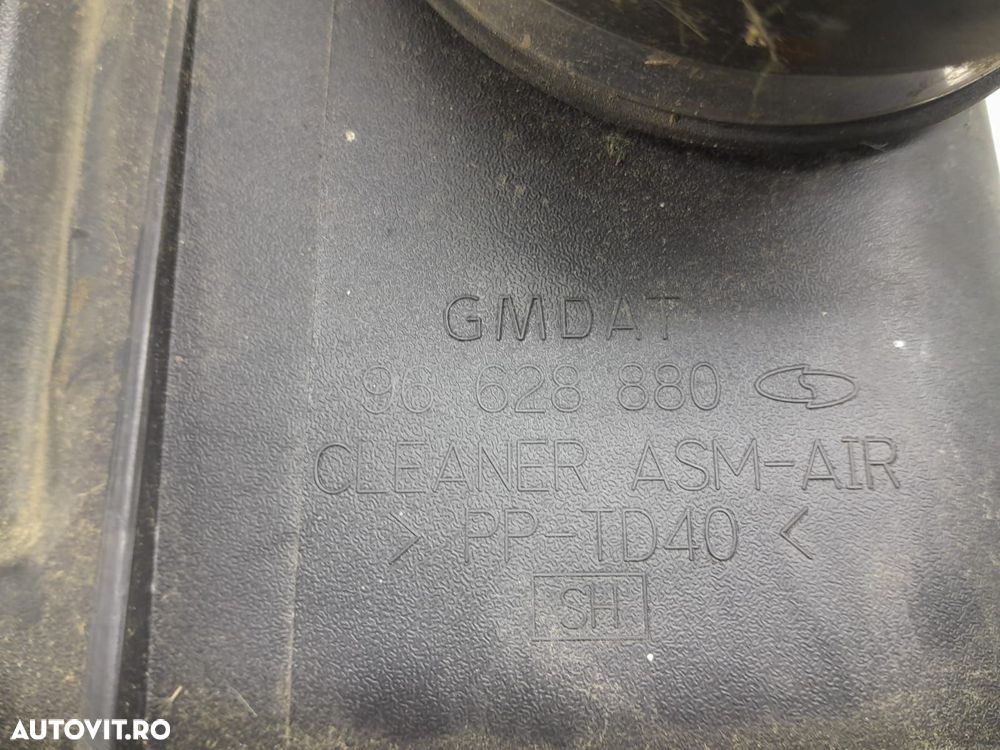 GMDAT
96 628 880
CLEANER ASM-AIR
> PP-TD40 <
SH
AUTOVIT.RO